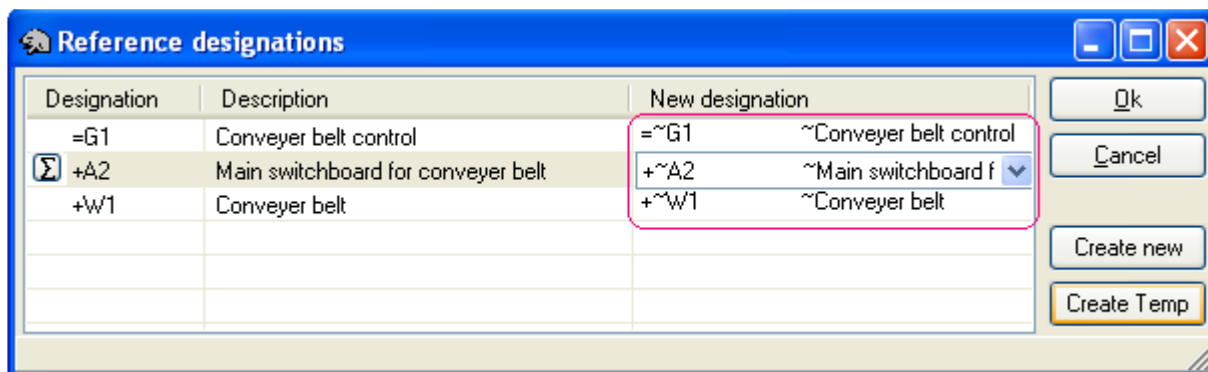 Reference designations
Designation Description New designation
=G1 Conveyer belt control =~G1 ~Conveyer belt control
Σ +A2 Main switchboard for conveyer belt +~A2 ~Main switchboard f
+W1 Conveyer belt +~W1 ~Conveyer belt
Ok
Cancel
Create new
Create Temp